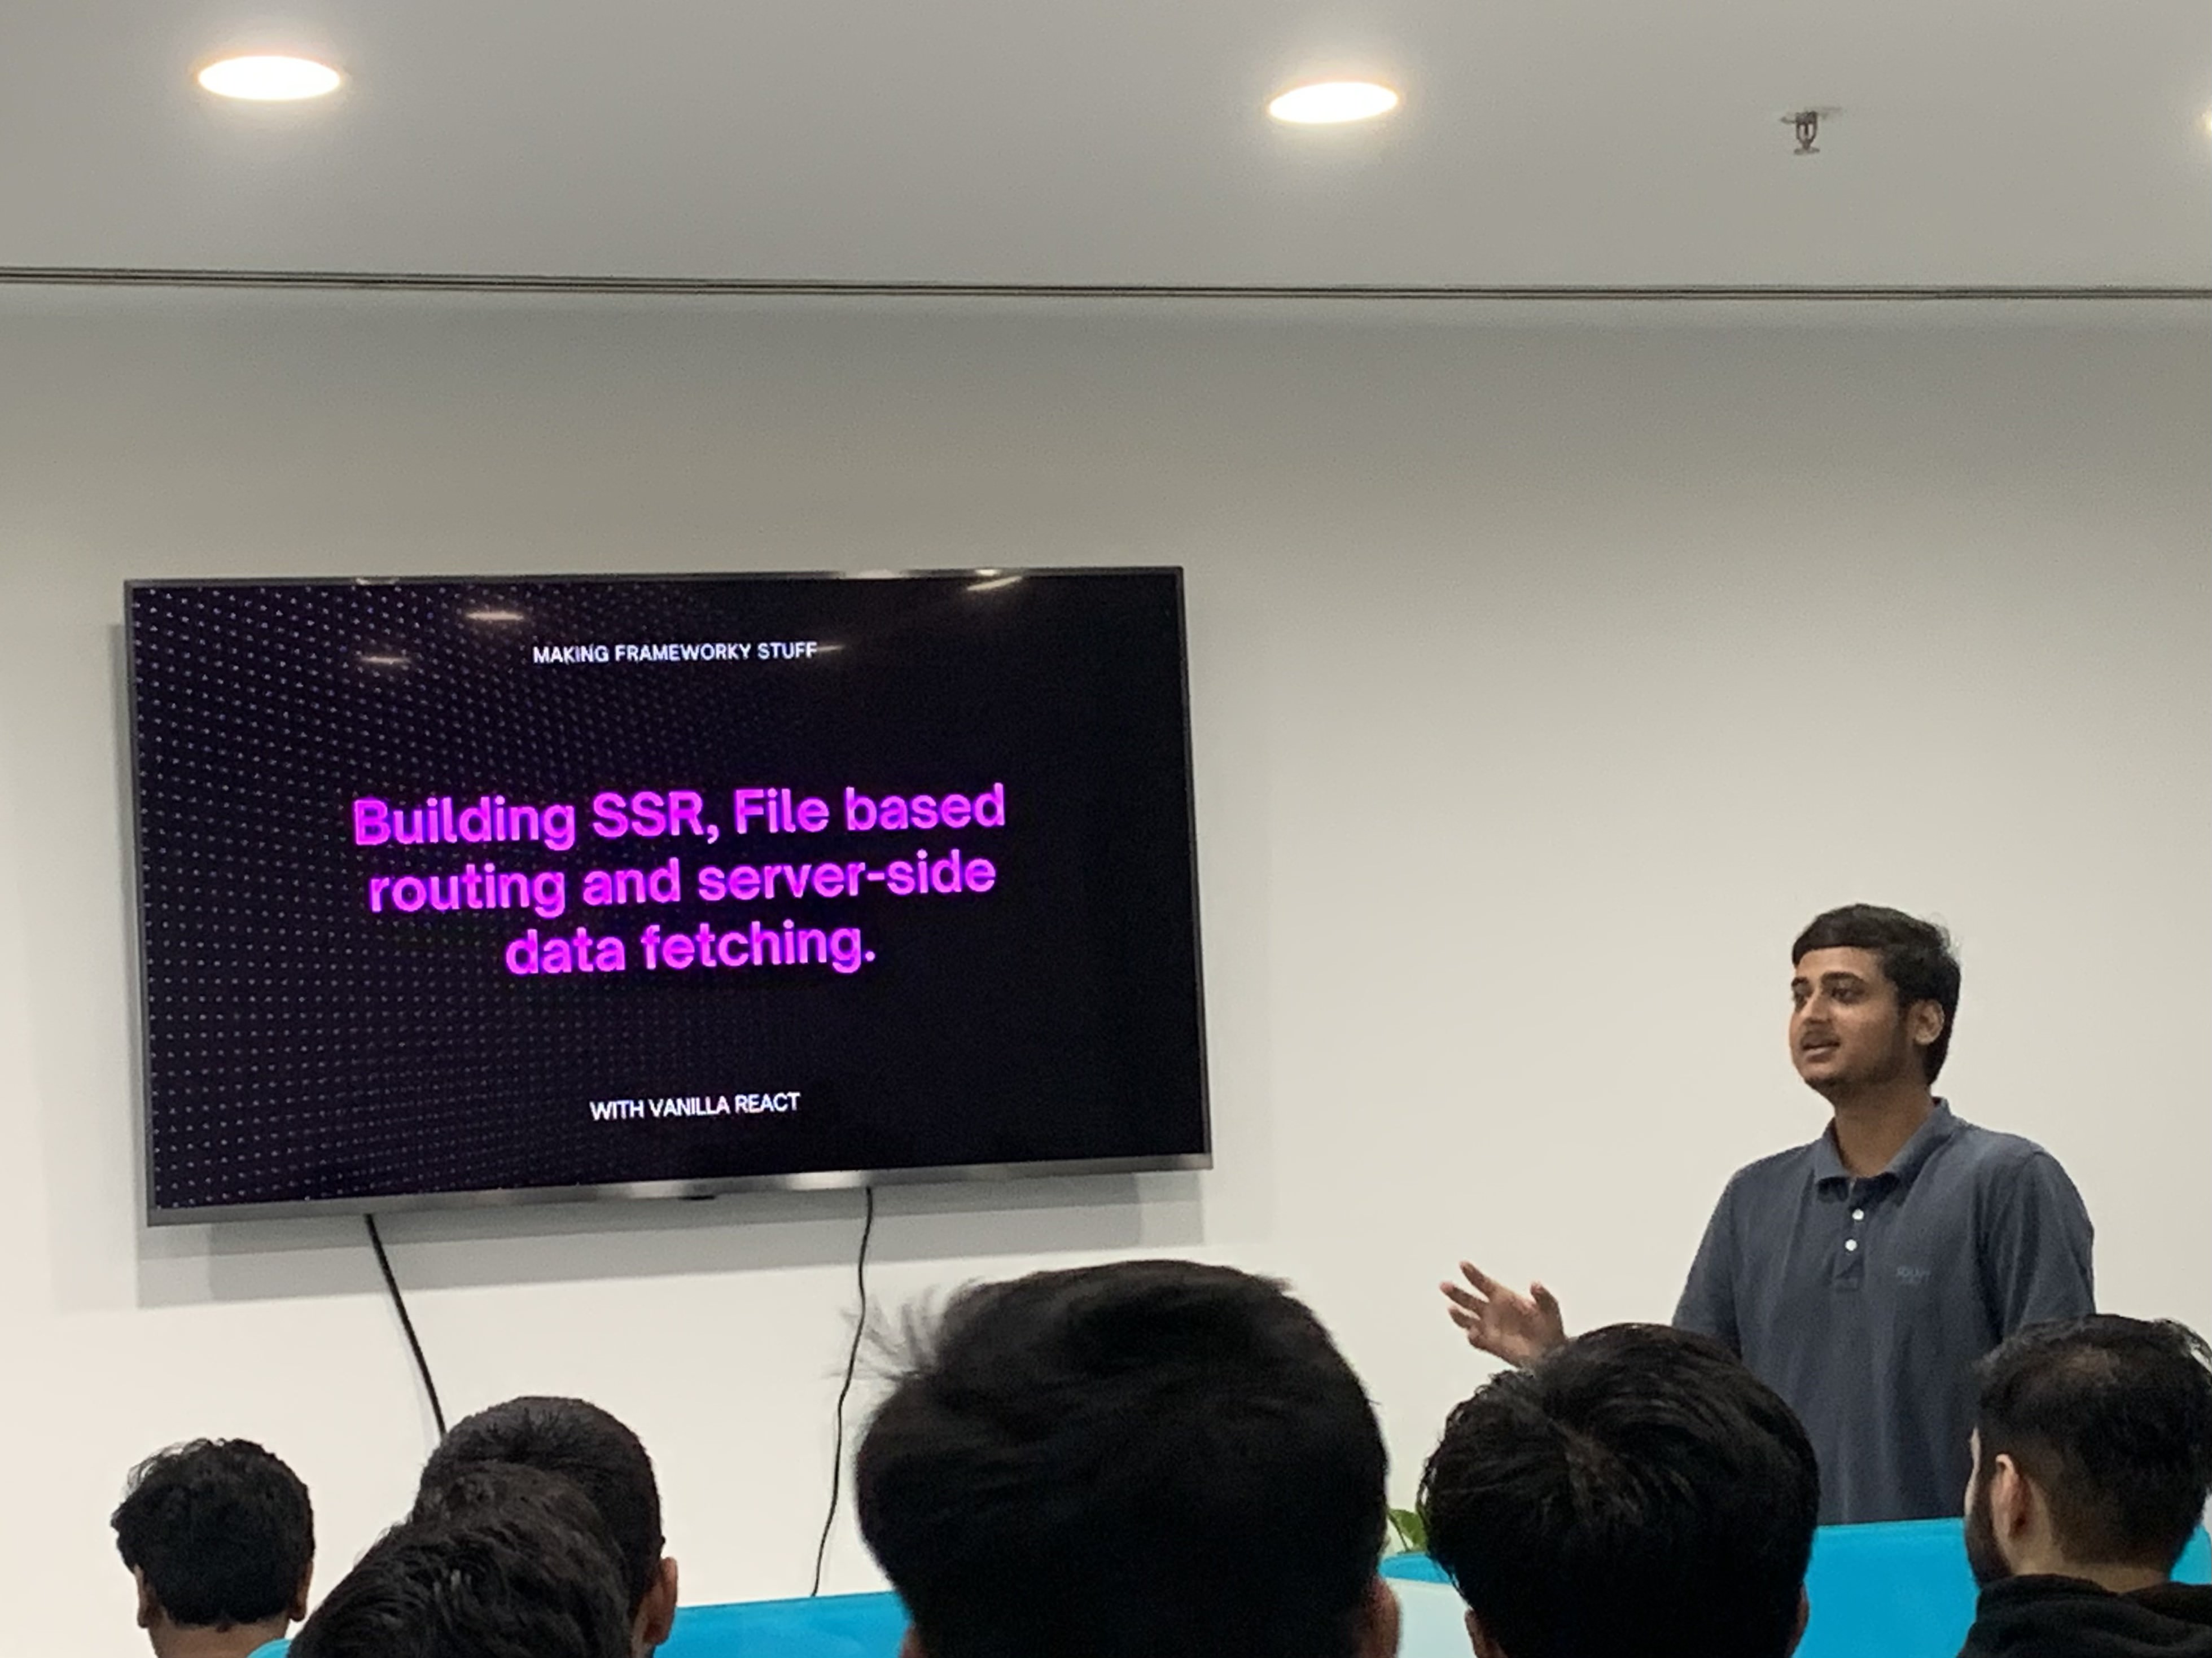 MAKING FRAMEWORKY STUFF
Building SSR, File based
routing and server-side
data fetching.
WITH VANILLA REACT